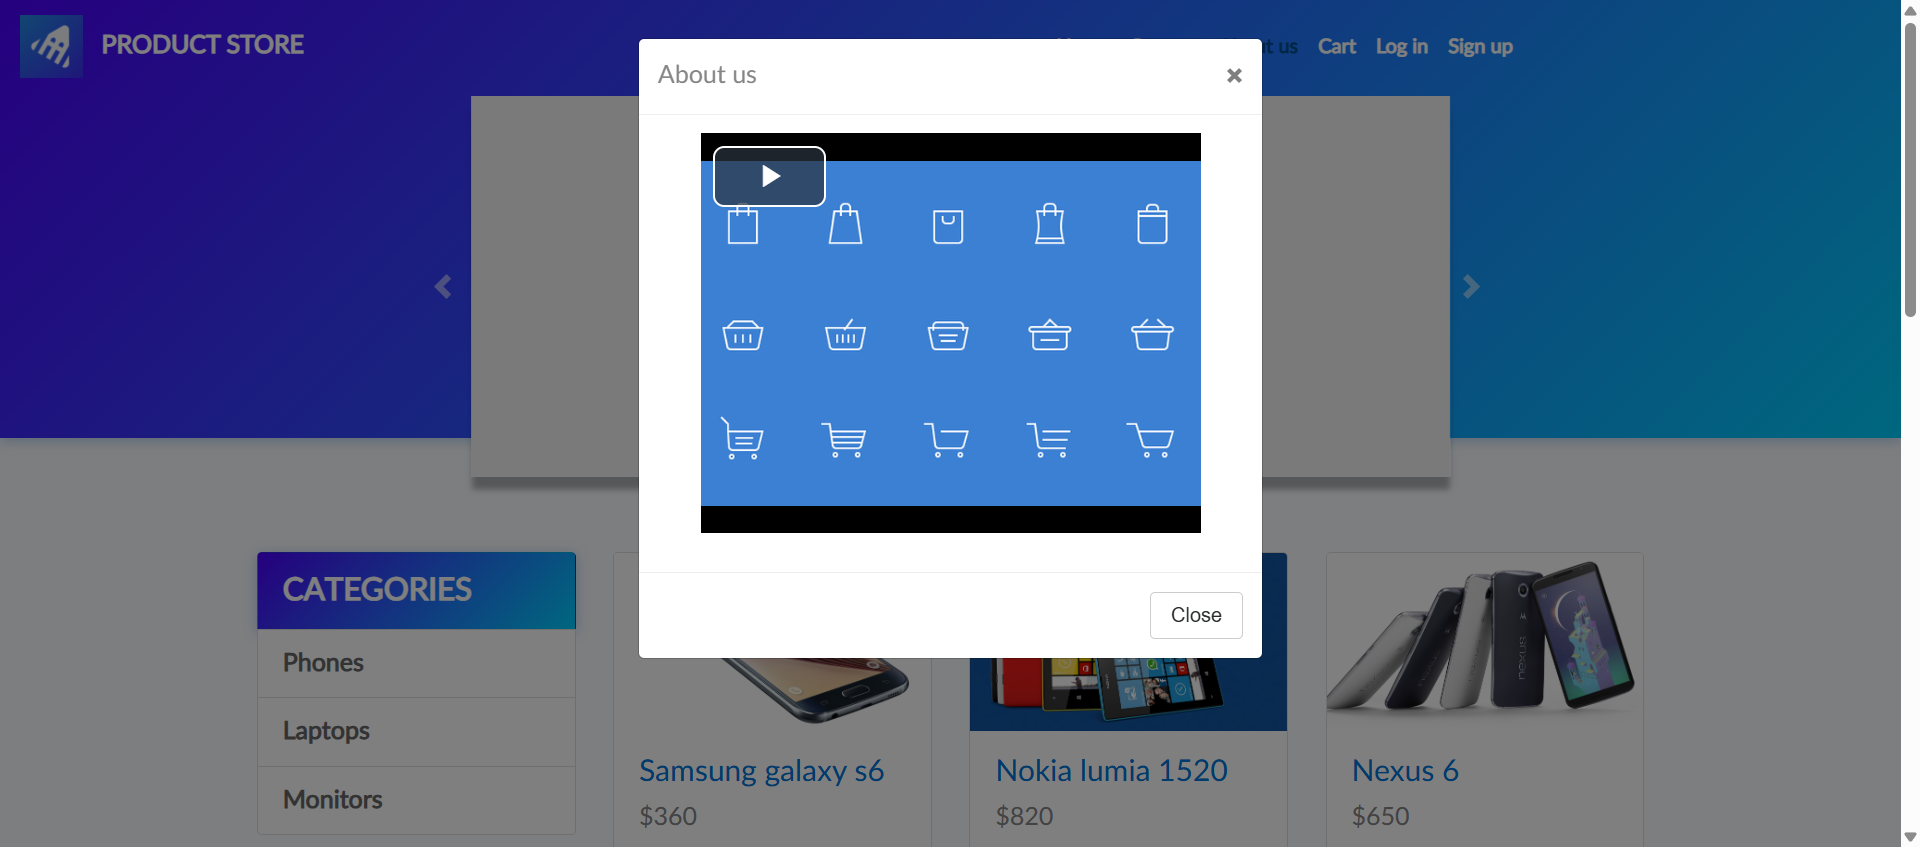 PRODUCT STORE
t us
Cart
Log in
Sign up
About us
Close
CATEGORIES
Phones
Laptops
Monitors
Samsung galaxy s6
$360
Nokia lumia 1520
$820
Nexus 6
$650
nexus